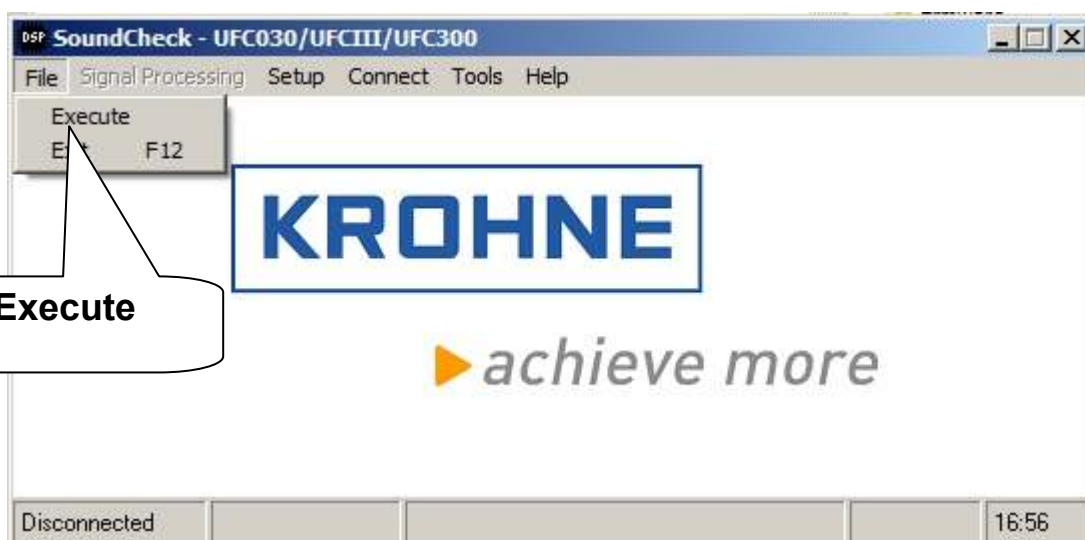 DSP SoundCheck - UFC030/UFCIII/UFC300
File Signal Processing Setup Connect Tools Help
Execute
F12
KROHNE
Execute
achieve more
Disconnected 16:56